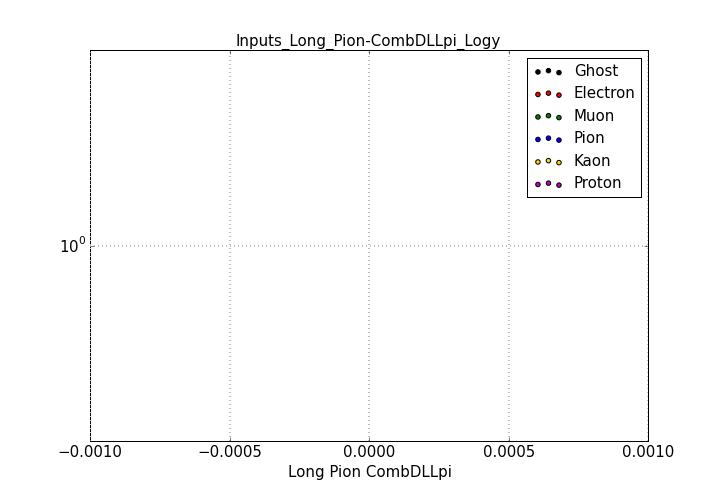 Inputs_Long_Pion-CombDLLpi_Logy
Ghost
Electron
Muon
Pion
Kaon
Proton
10^0
−0.0010 −0.0005 0.0000 0.0005 0.0010
Long Pion CombDLLpi